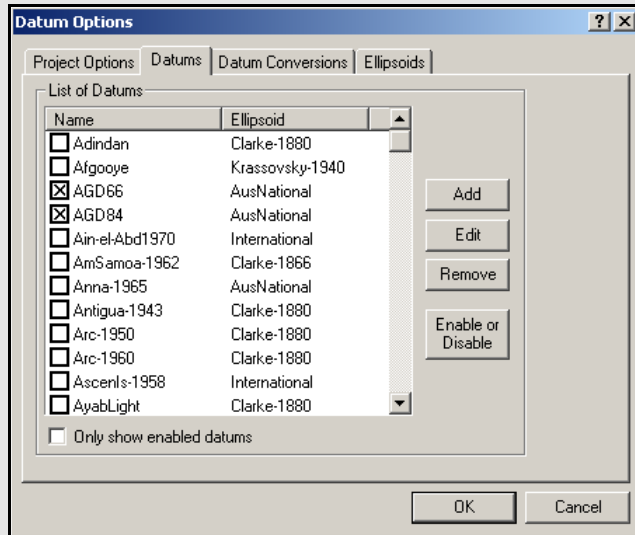 Datum Options
Project Options Datums Datum Conversions Ellipsoids
List of Datums
Name Ellipsoid
Adindan Clarke-1880
Afgooye Krassovsky-1940
AGD66 AusNational
AGD84 AusNational
Ain-el-Abd1970 International
AmSamoa-1962 Clarke-1866
Anna-1965 AusNational
Antigua-1943 Clarke-1880
Arc-1950 Clarke-1880
Arc-1960 Clarke-1880
AscenIs-1958 International
AyabLight Clarke-1880
Add
Edit
Remove
Enable or
Disable
Only show enabled datums
OK Cancel